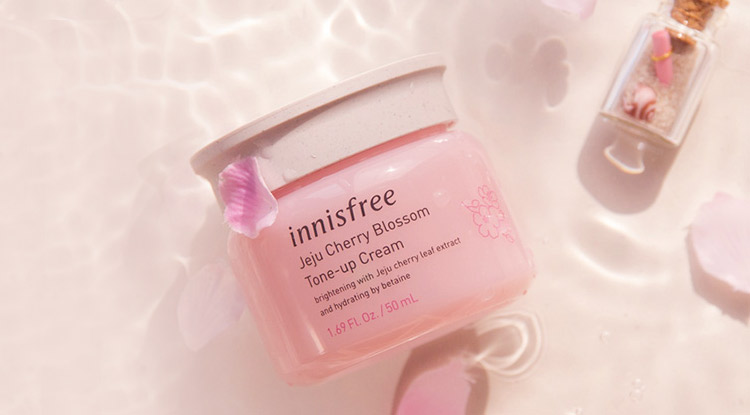 innisfree
Jeju Cherry Blossom
Tone-up Cream
brightening with Jeju cherry leaf extract
and hydrating by betaine
1.69 Fl. Oz. / 50 mL